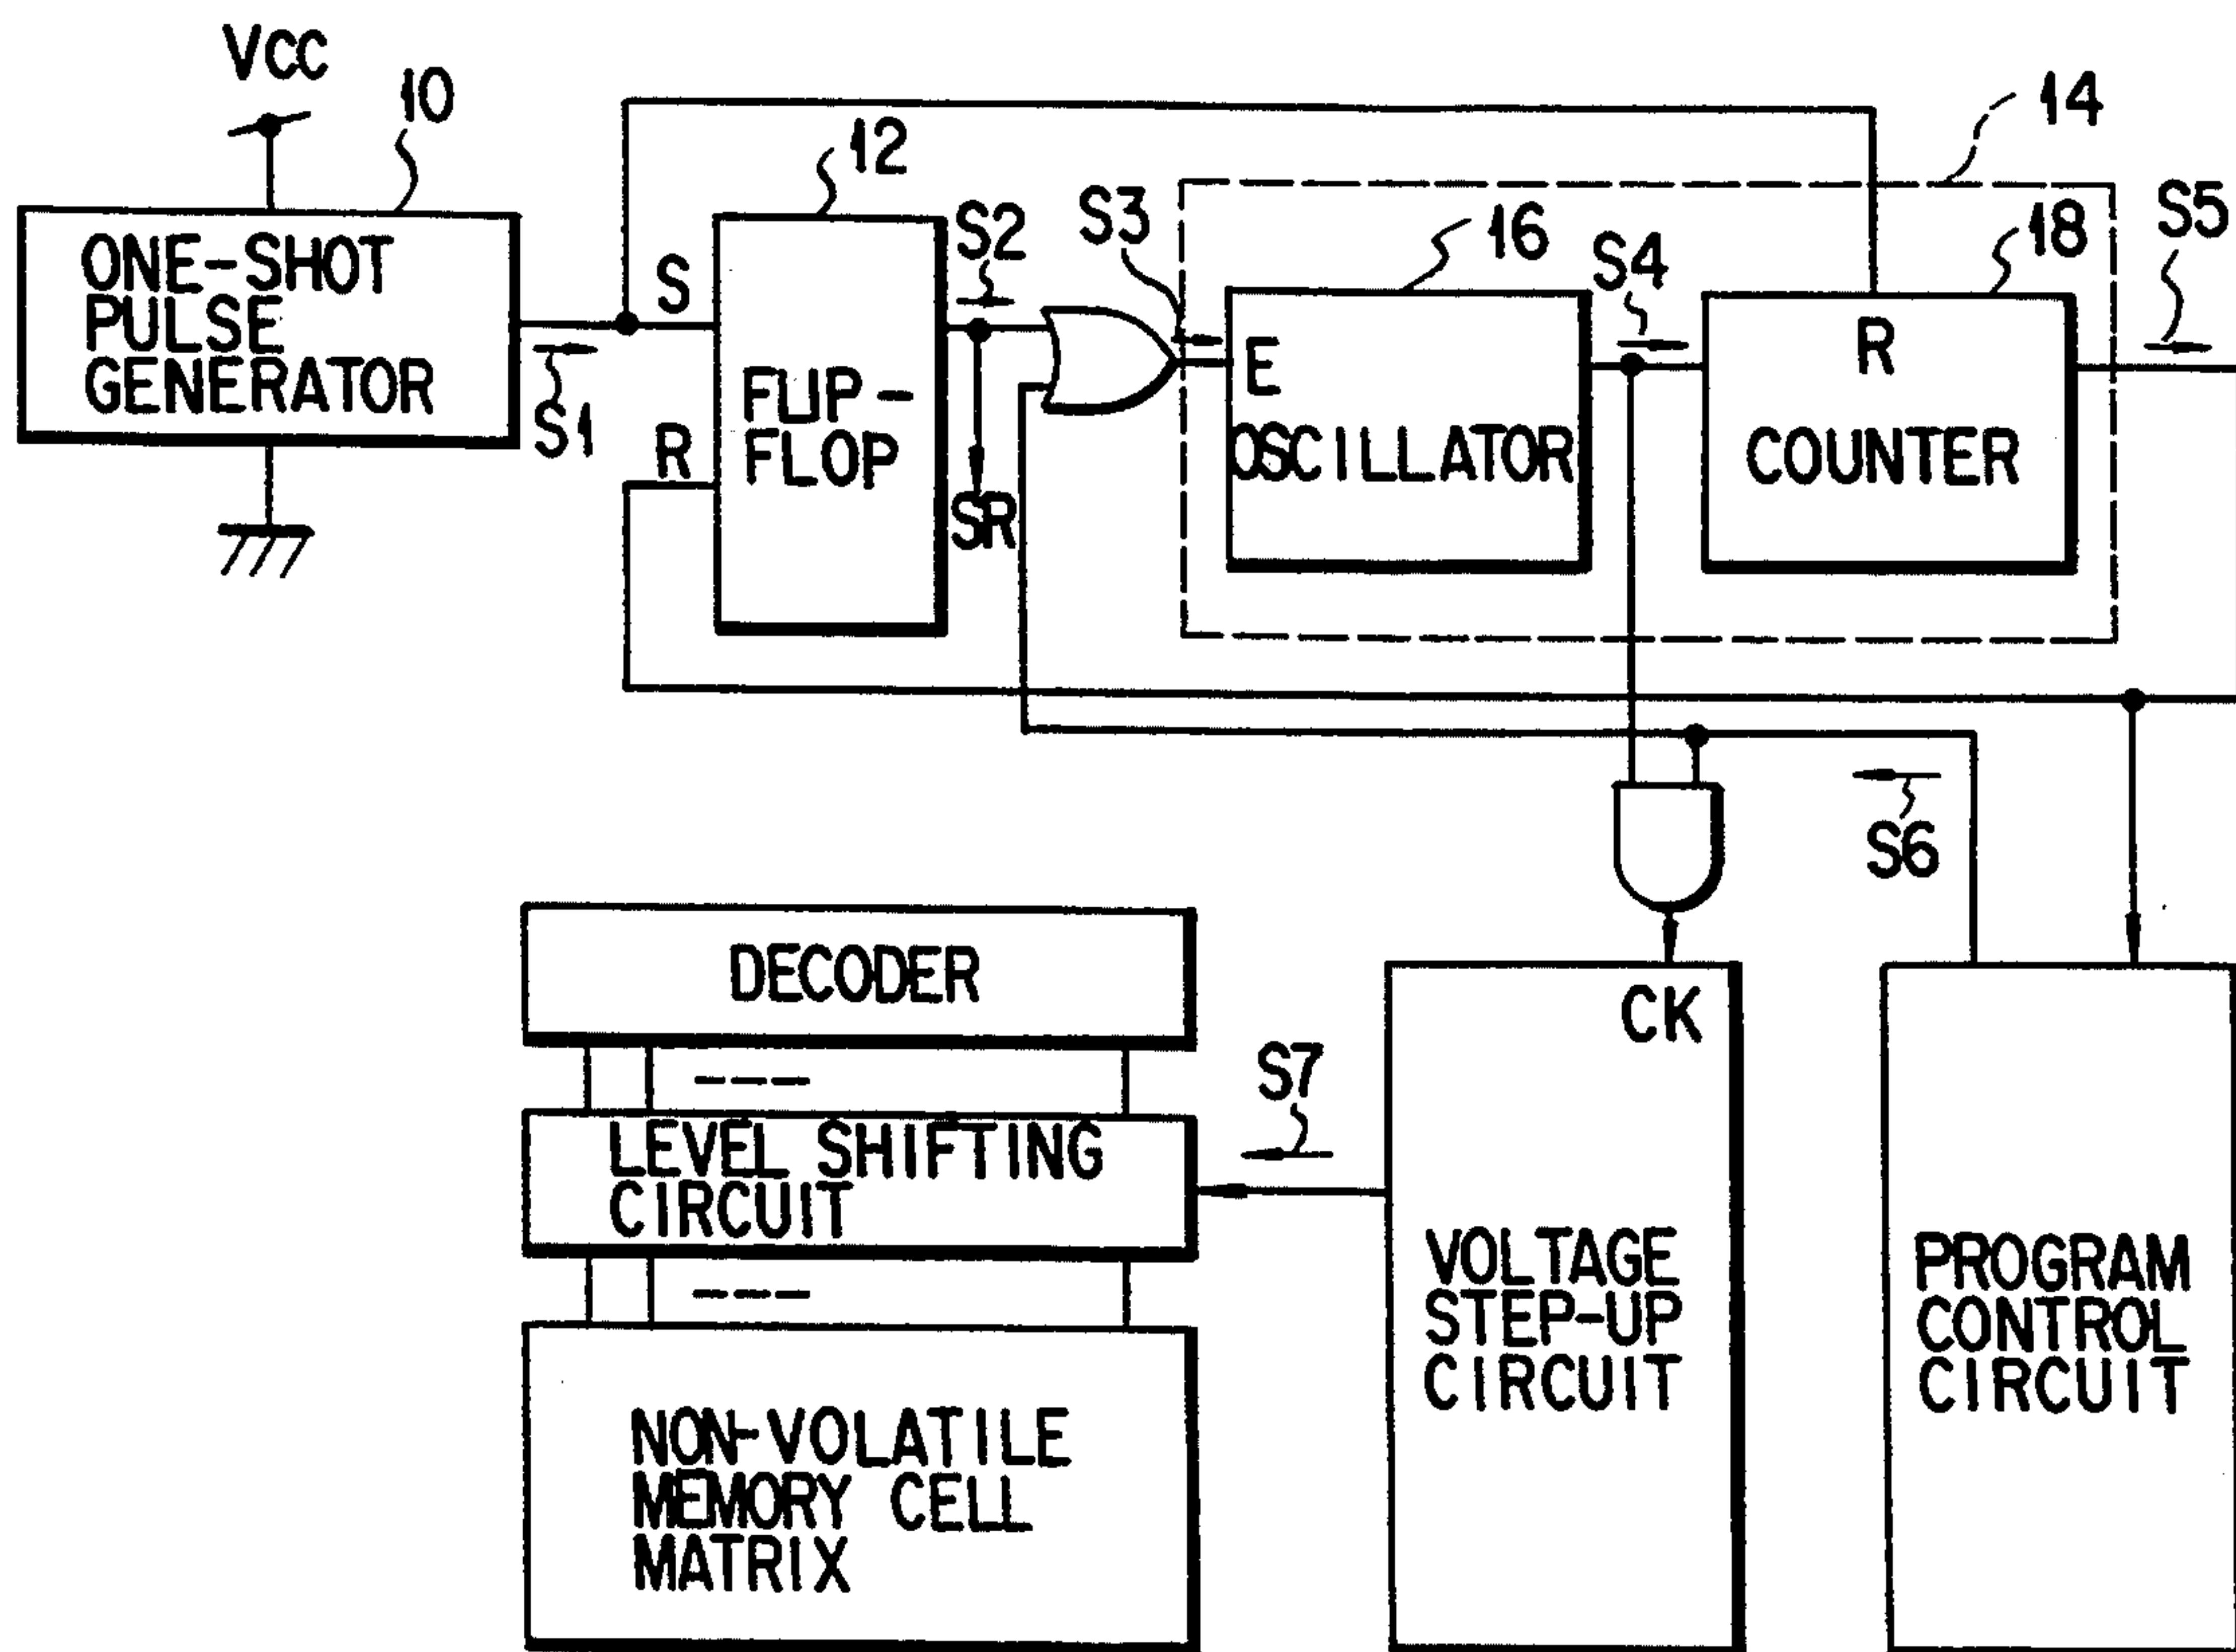 VCC
10
12
14
ONE-SHOT
PULSE
GENERATOR
S1
S
R
FLIP-
FLOP
S2
SR
S3
16
E
OSCILLATOR
S4
18
R
COUNTER
S5
S6
DECODER
LEVEL SHIFTING
CIRCUIT
NON-VOLATILE
MEMORY CELL
MATRIX
S7
CK
VOLTAGE
STEP-UP
CIRCUIT
PROGRAM
CONTROL
CIRCUIT